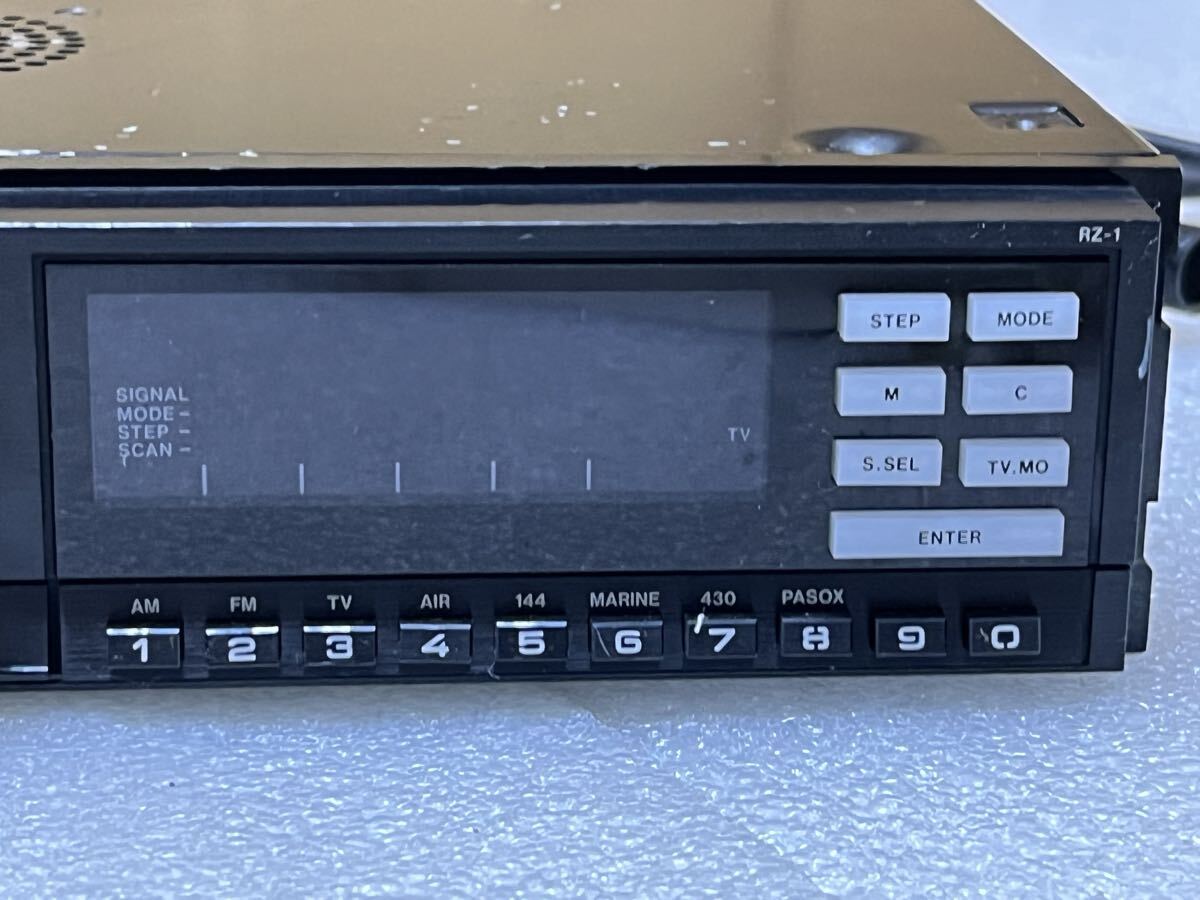 RZ-1
STEP MODE
M C
S.SEL TV.MO
ENTER
SIGNAL
MODE -
STEP -
SCAN -
TV
AM FM TV AIR 144 MARINE 430 PASOX
1 2 3 4 5 6 7 8 9 0